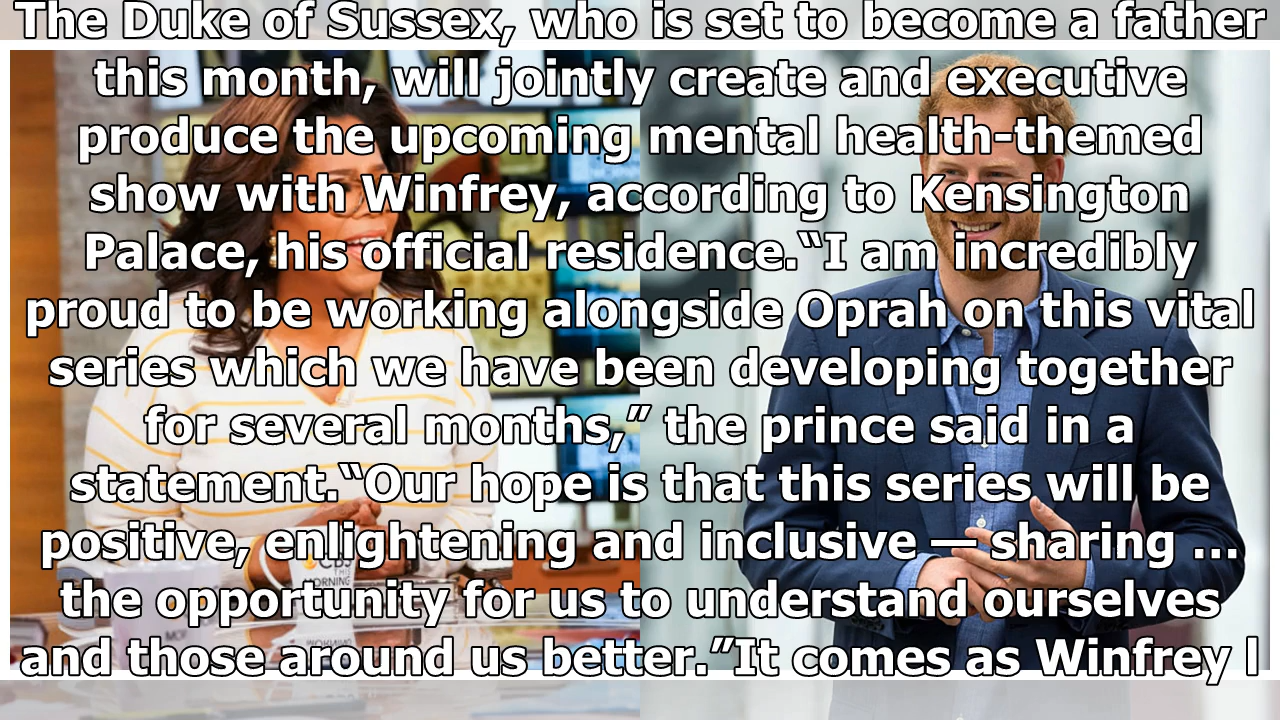 The Duke of Sussex, who is set to become a father
this month, will jointly create and executive
produce the upcoming mental health-themed
show with Winfrey, according to Kensington
Palace, his official residence.“I am incredibly
proud to be working alongside Oprah on this vital
series which we have been developing together
for several months,” the prince said in a
statement.“Our hope is that this series will be
positive, enlightening and inclusive — sharing ...
the opportunity for us to understand ourselves
and those around us better.”It comes as Winfrey l
CBS
THIS
MORNING